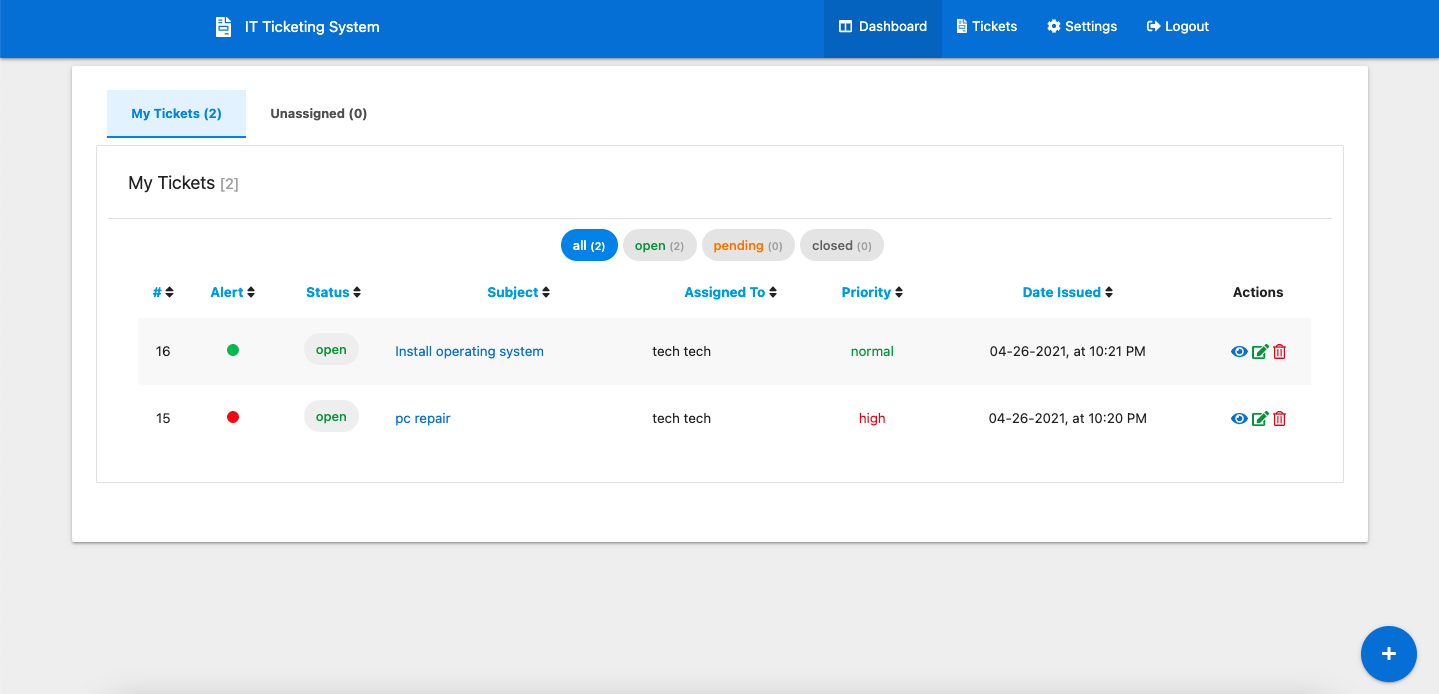 IT Ticketing System Dashboard Tickets Settings Logout
My Tickets (2) Unassigned (0)
My Tickets [2]
all (2) open (2) pending (0) closed (0)
# Alert Status Subject Assigned To Priority Date Issued Actions
16 open Install operating system tech tech normal 04-26-2021, at 10:21 PM
15 open pc repair tech tech high 04-26-2021, at 10:20 PM
+